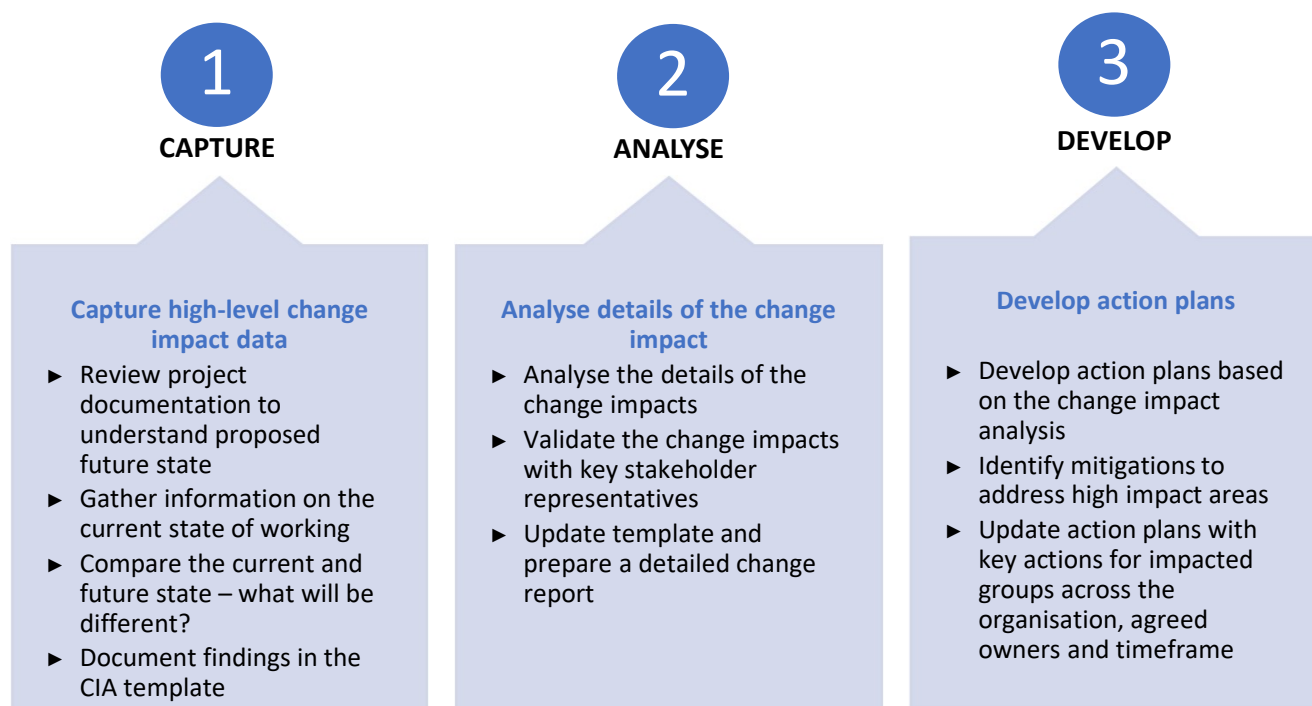 1
CAPTURE
Capture high-level change
impact data
► Review project
documentation to
understand proposed
future state
► Gather information on the
current state of working
► Compare the current and
future state – what will be
different?
► Document findings in the
CIA template
2
ANALYSE
Analyse details of the change
impact
► Analyse the details of the
change impacts
► Validate the change impacts
with key stakeholder
representatives
► Update template and
prepare a detailed change
report
3
DEVELOP
Develop action plans
► Develop action plans based
on the change impact
analysis
► Identify mitigations to
address high impact areas
► Update action plans with
key actions for impacted
groups across the
organisation, agreed
owners and timeframe